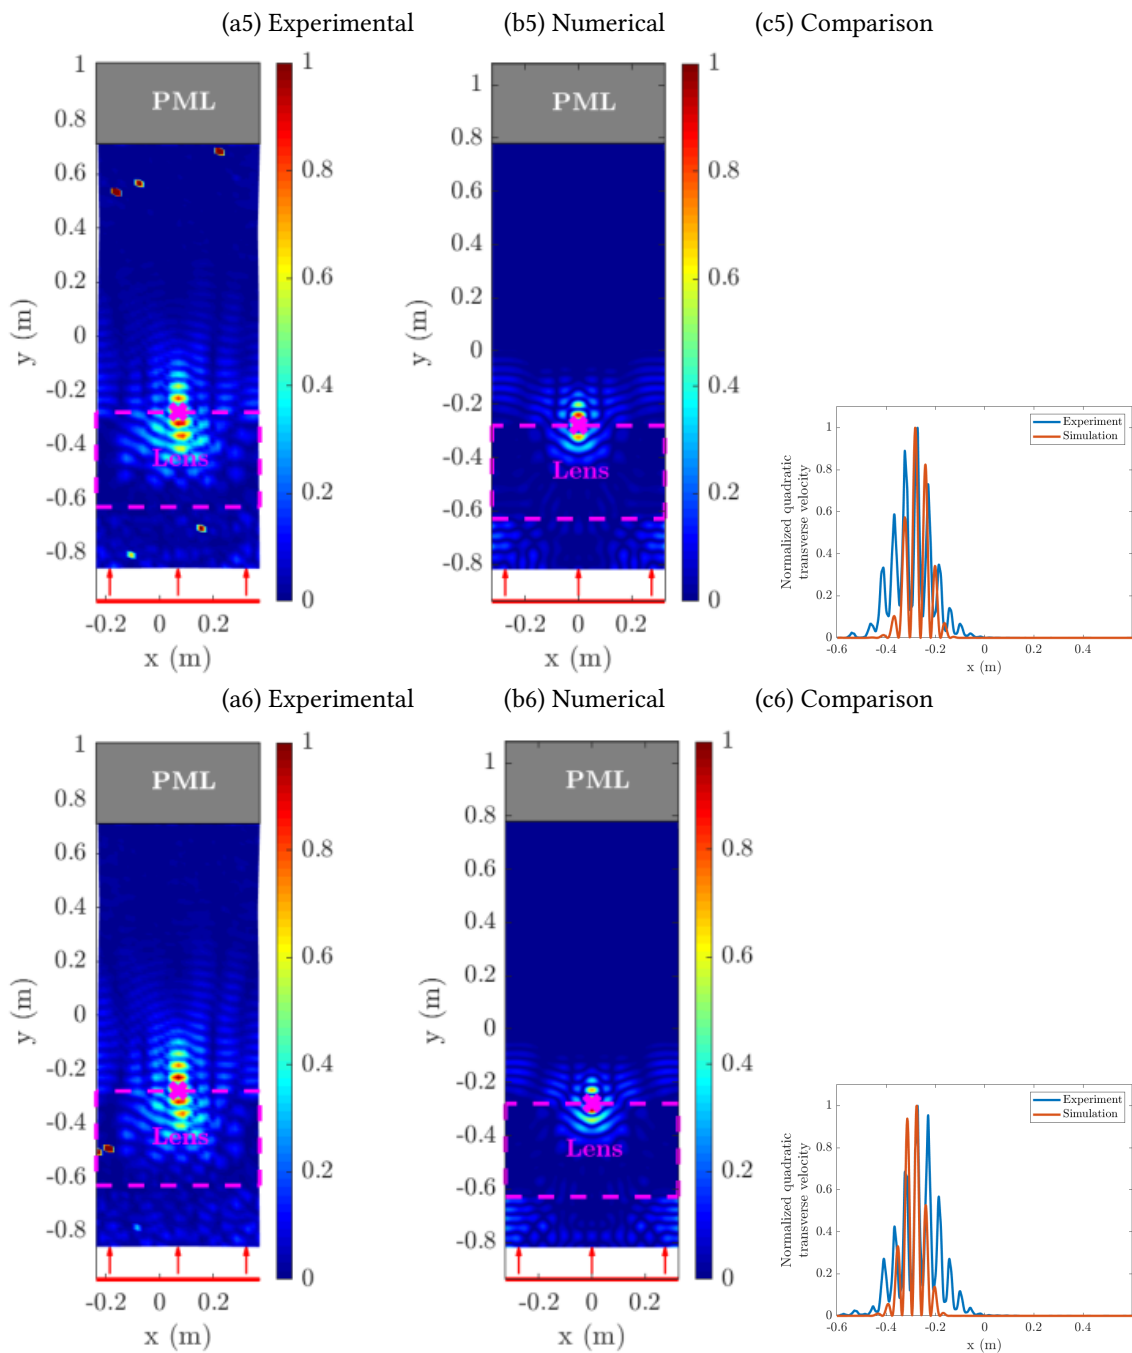 (a5) Experimental (b5) Numerical (c5) Comparison
1
0.8
0.6
0.4
0.2
0
-0.2
-0.4
-0.6
-0.8
y (m)
PML
Lens
-0.2 0 0.2
x (m)
1
0.8
0.6
0.4
0.2
0
1
0.8
0.6
0.4
0.2
0
-0.2
-0.4
-0.6
-0.8
y (m)
PML
Lens
-0.2 0 0.2
x (m)
1
0.8
0.6
0.4
0.2
0
Experiment
Simulation
Normalized quadratic
transverse velocity
1
0.8
0.6
0.4
0.2
0
-0.6 -0.4 -0.2 0 0.2 0.4
x (m)
(a6) Experimental (b6) Numerical (c6) Comparison
1
0.8
0.6
0.4
0.2
0
-0.2
-0.4
-0.6
-0.8
y (m)
PML
Lens
-0.2 0 0.2
x (m)
1
0.8
0.6
0.4
0.2
0
1
0.8
0.6
0.4
0.2
0
-0.2
-0.4
-0.6
-0.8
y (m)
PML
Lens
-0.2 0 0.2
x (m)
1
0.8
0.6
0.4
0.2
0
Experiment
Simulation
Normalized quadratic
transverse velocity
1
0.8
0.6
0.4
0.2
0
-0.6 -0.4 -0.2 0 0.2 0.4
x (m)